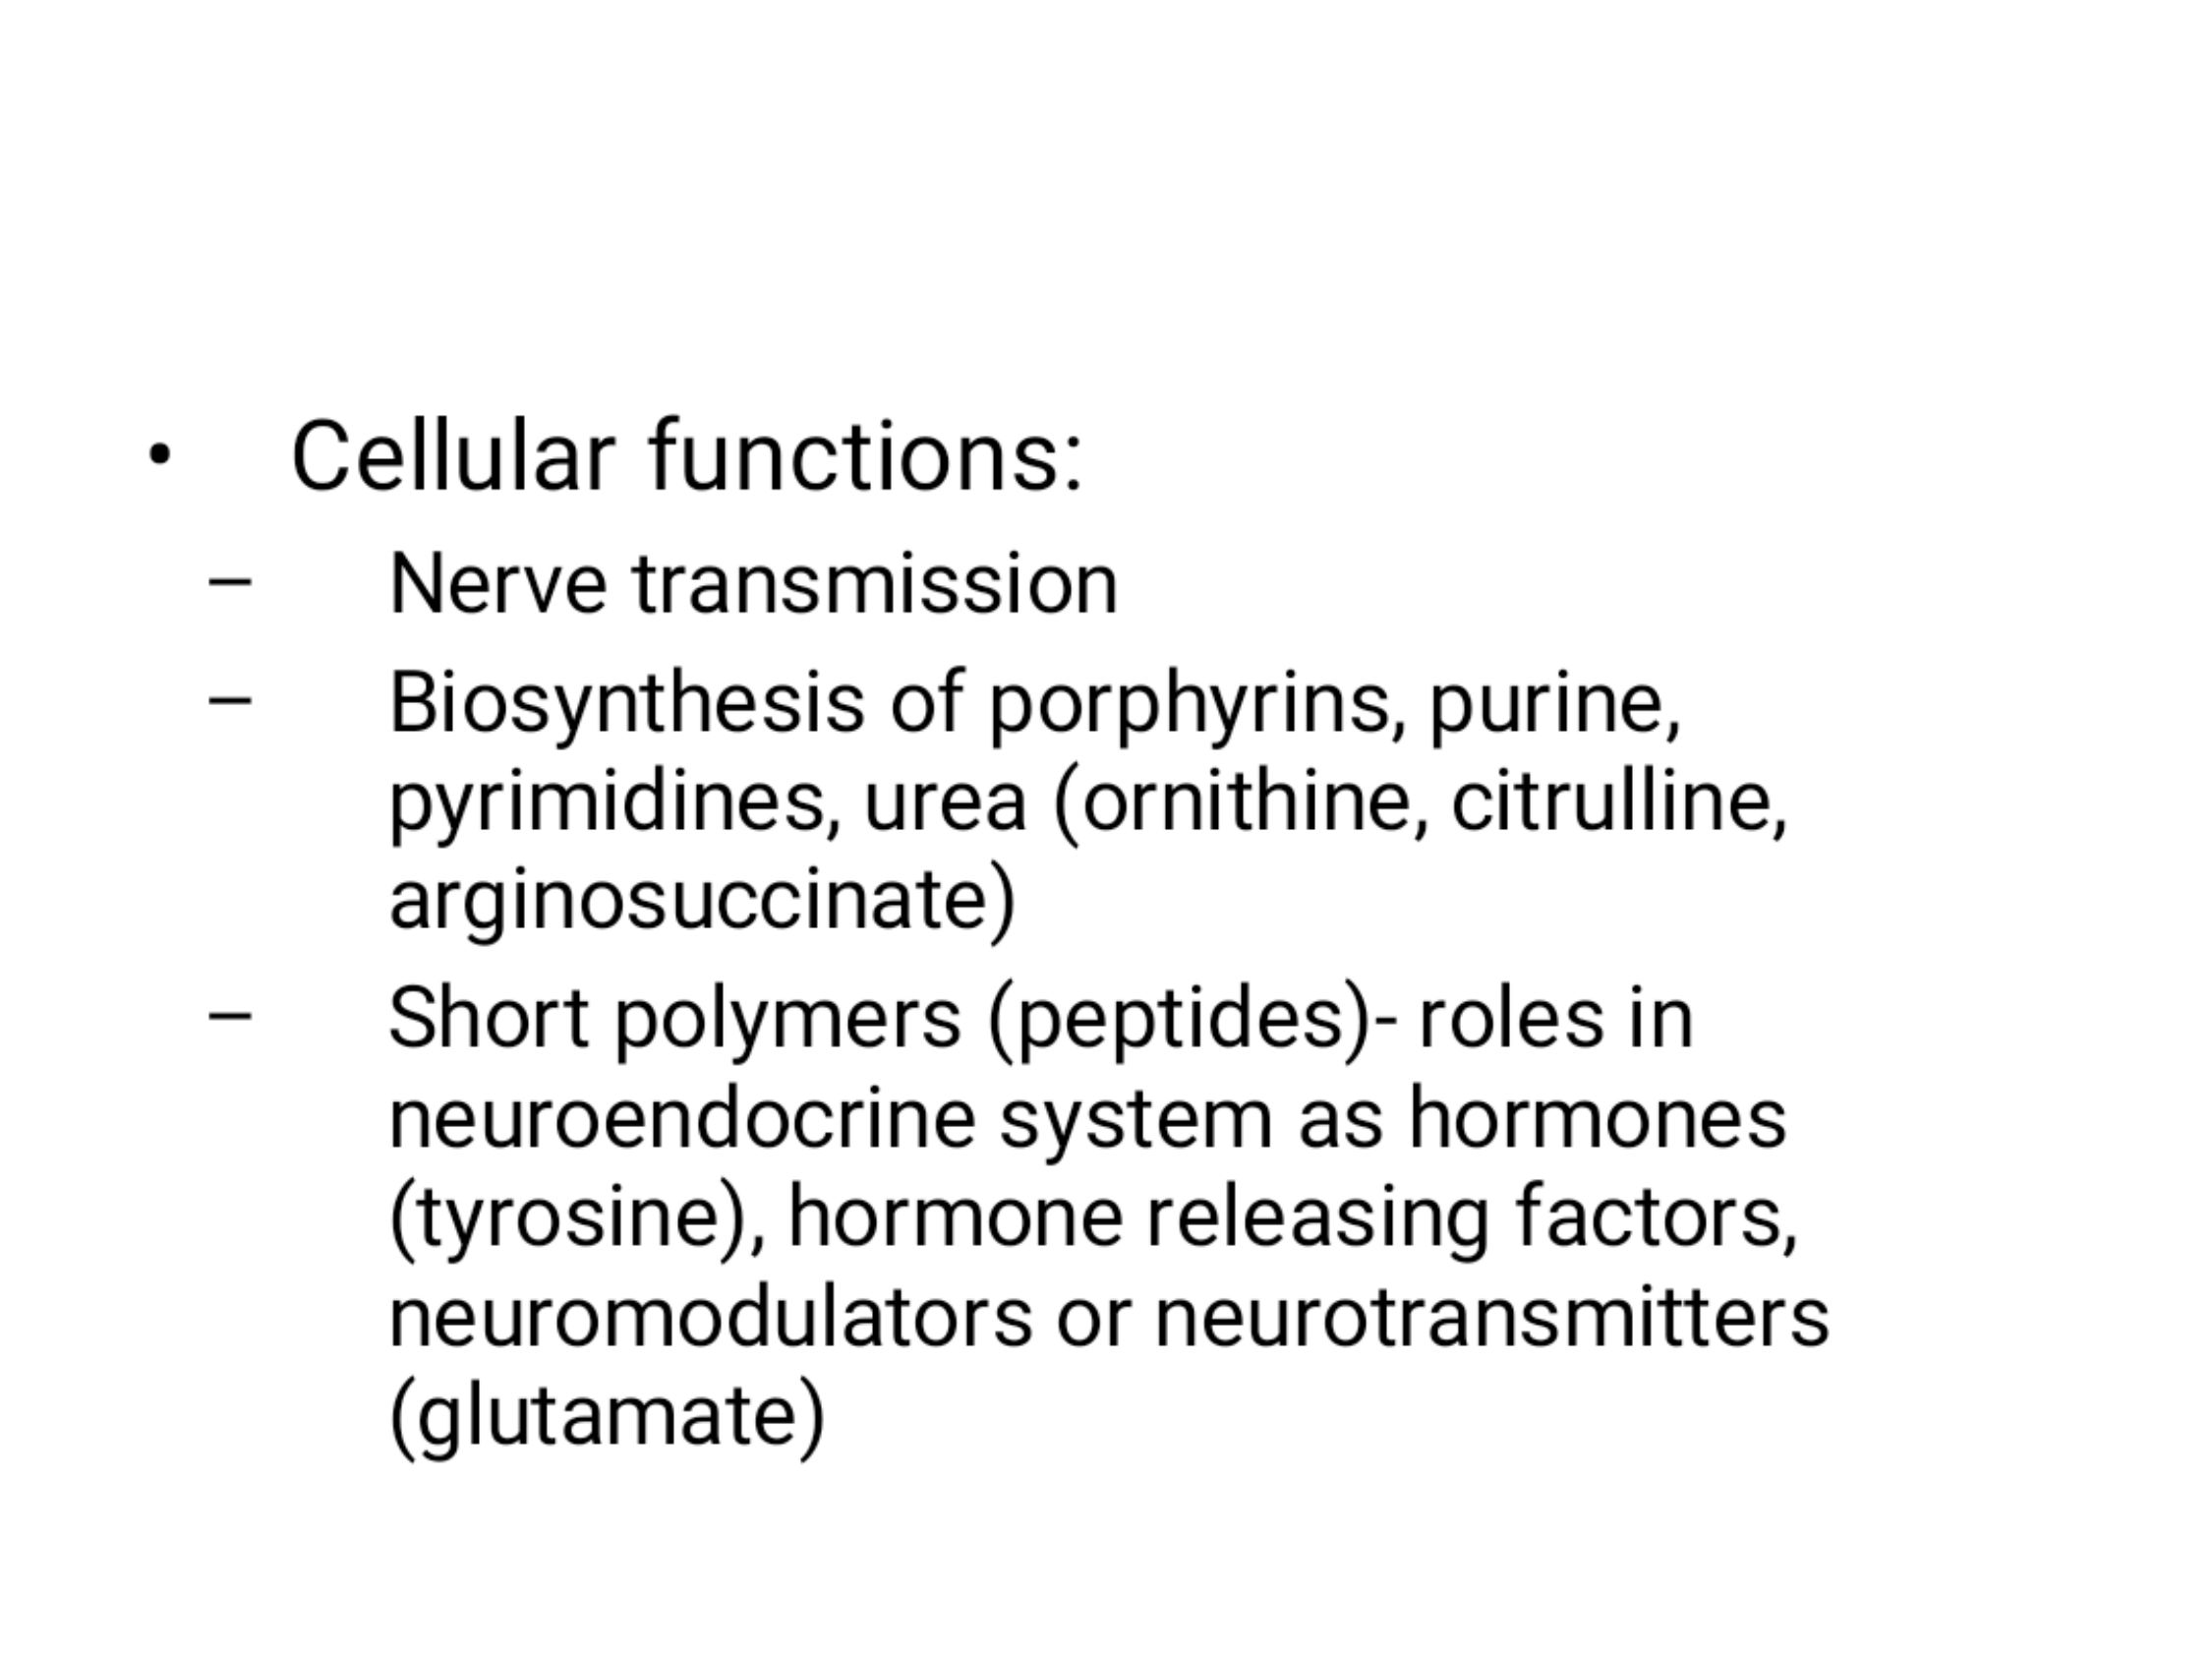 • Cellular functions:
– Nerve transmission
– Biosynthesis of porphyrins, purine,
pyrimidines, urea (ornithine, citrulline,
arginosuccinate)
– Short polymers (peptides)- roles in
neuroendocrine system as hormones
(tyrosine), hormone releasing factors,
neuromodulators or neurotransmitters
(glutamate)